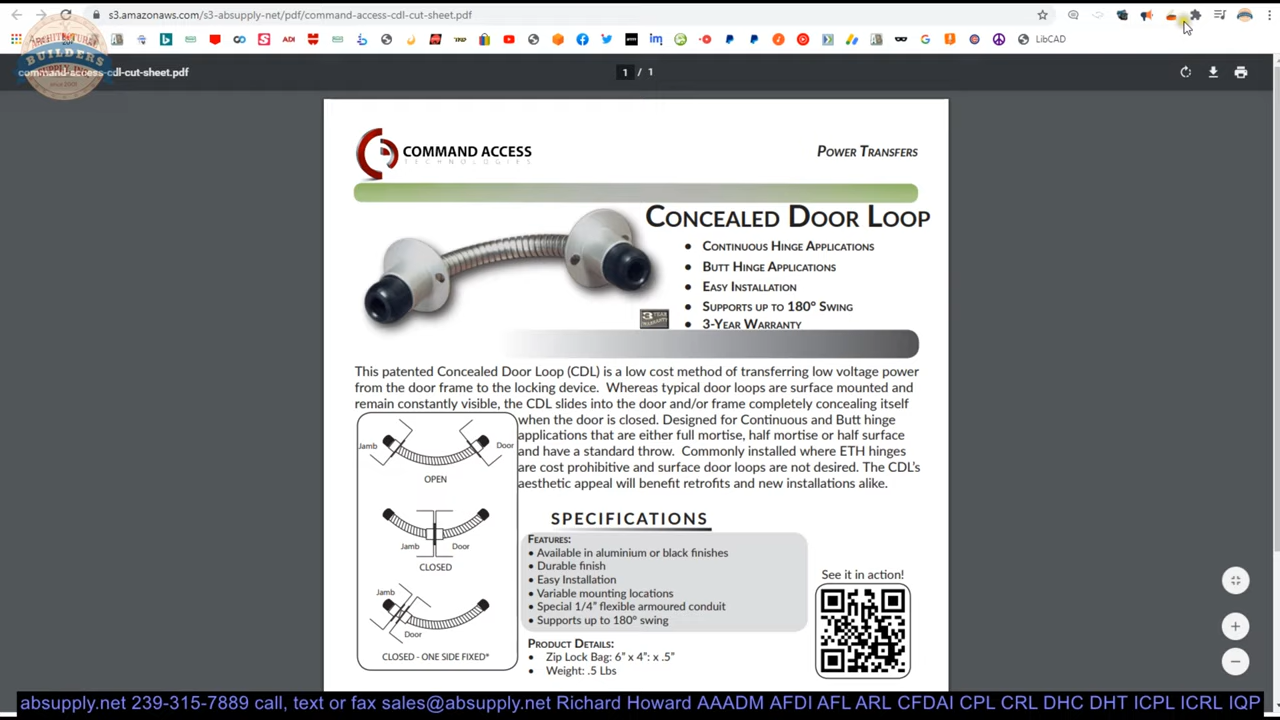 s3.amazonaws.com/s3-absupply-net/pdf/command-access-cdl-cut-sheet.pdf
LibCAD
ARCHITECTURAL
BUILDERS
SUPPLY, INC.
since 2005
command-access-cdl-cut-sheet.pdf
1 / 1
COMMAND ACCESS
TECHNOLOGIES
POWER TRANSFERS
CONCEALED DOOR LOOP
• CONTINUOUS HINGE APPLICATIONS
• BUTT HINGE APPLICATIONS
• EASY INSTALLATION
• SUPPORTS UP TO 180° SWING
• 3-YEAR WARRANTY
3 YEAR
WARRANTY
This patented Concealed Door Loop (CDL) is a low cost method of transferring low voltage power
from the door frame to the locking device. Whereas typical door loops are surface mounted and
remain constantly visible, the CDL slides into the door and/or frame completely concealing itself
when the door is closed. Designed for Continuous and Butt hinge
applications that are either full mortise, half mortise or half surface
and have a standard throw. Commonly installed where ETH hinges
are cost prohibitive and surface door loops are not desired. The CDL's
aesthetic appeal will benefit retrofits and new installations alike.
Jamb
Door
OPEN
Jamb
Door
CLOSED
Jamb
Door
CLOSED - ONE SIDE FIXED*
SPECIFICATIONS
FEATURES:
• Available in aluminium or black finishes
• Durable finish
• Easy Installation
• Variable mounting locations
• Special 1/4" flexible armoured conduit
• Supports up to 180° swing
PRODUCT DETAILS:
• Zip Lock Bag: 6" x 4": x .5"
• Weight: .5 Lbs
See it in action!
absupply.net 239-315-7889 call, text or fax sales@absupply.net Richard Howard AAADM AFDI AFL ARL CFDAI CPL CRL DHC DHT ICPL ICRL IQP